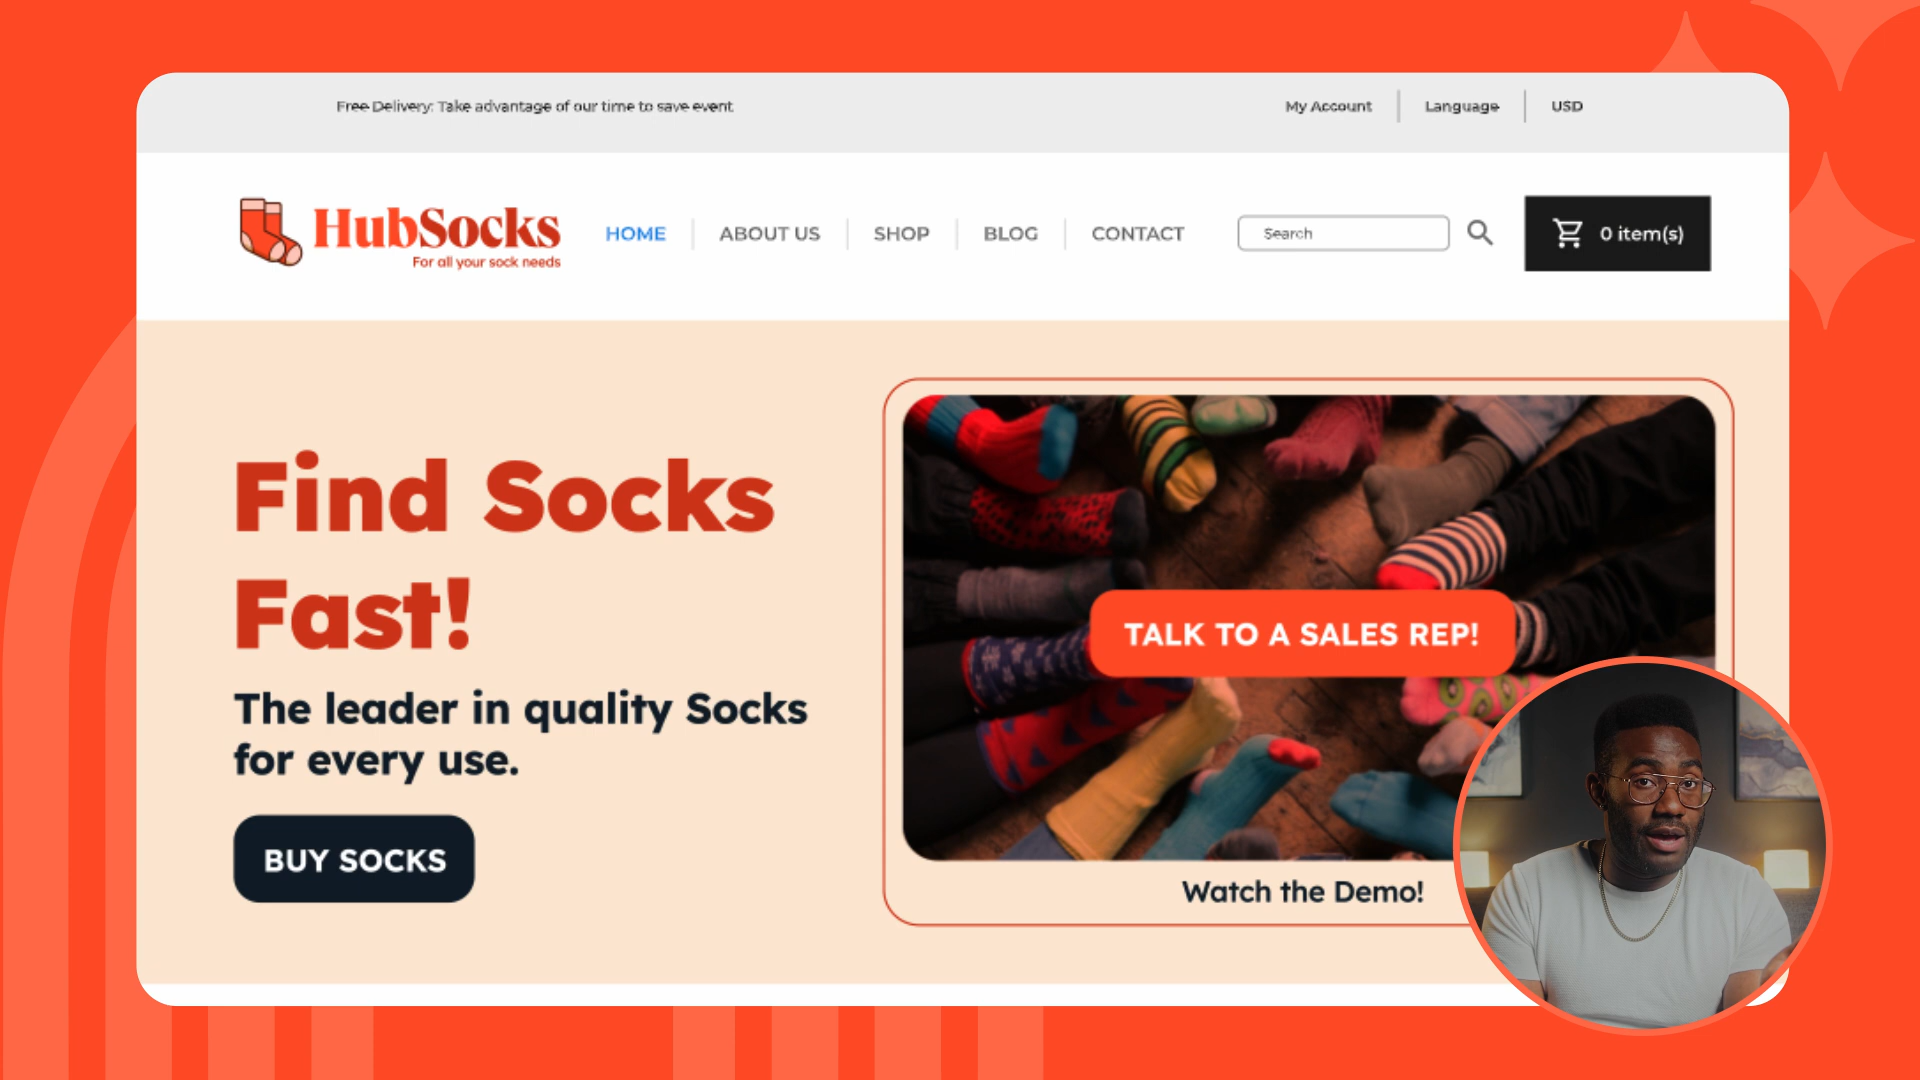 Free Delivery: Take advantage of our time to save event
My Account
Language
USD
HubSocks
For all your sock needs
HOME
ABOUT US
SHOP
BLOG
CONTACT
Search
0 item(s)
Find Socks
Fast!
The leader in quality Socks
for every use.
BUY SOCKS
TALK TO A SALES REP!
Watch the Demo!